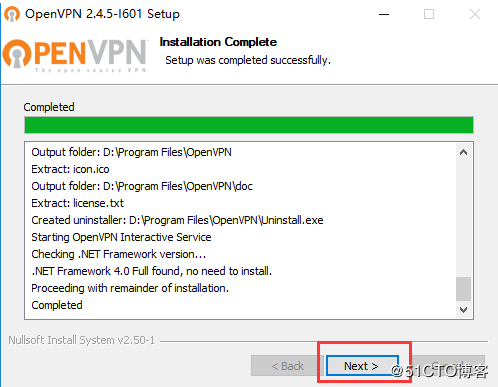 OpenVPN 2.4.5-I601 Setup
OPENVPN™
The open source VPN
Installation Complete
Setup was completed successfully.
Completed
Output folder: D:\Program Files\OpenVPN
Extract: icon.ico
Output folder: D:\Program Files\OpenVPN\doc
Extract: license.txt
Created uninstaller: D:\Program Files\OpenVPN\Uninstall.exe
Starting OpenVPN Interactive Service
Checking .NET Framework version...
.NET Framework 4.0 Full found, no need to install.
Proceeding with remainder of installation.
Completed
Nullsoft Install System v2.50-1
< Back
Next >
@51CTO博客